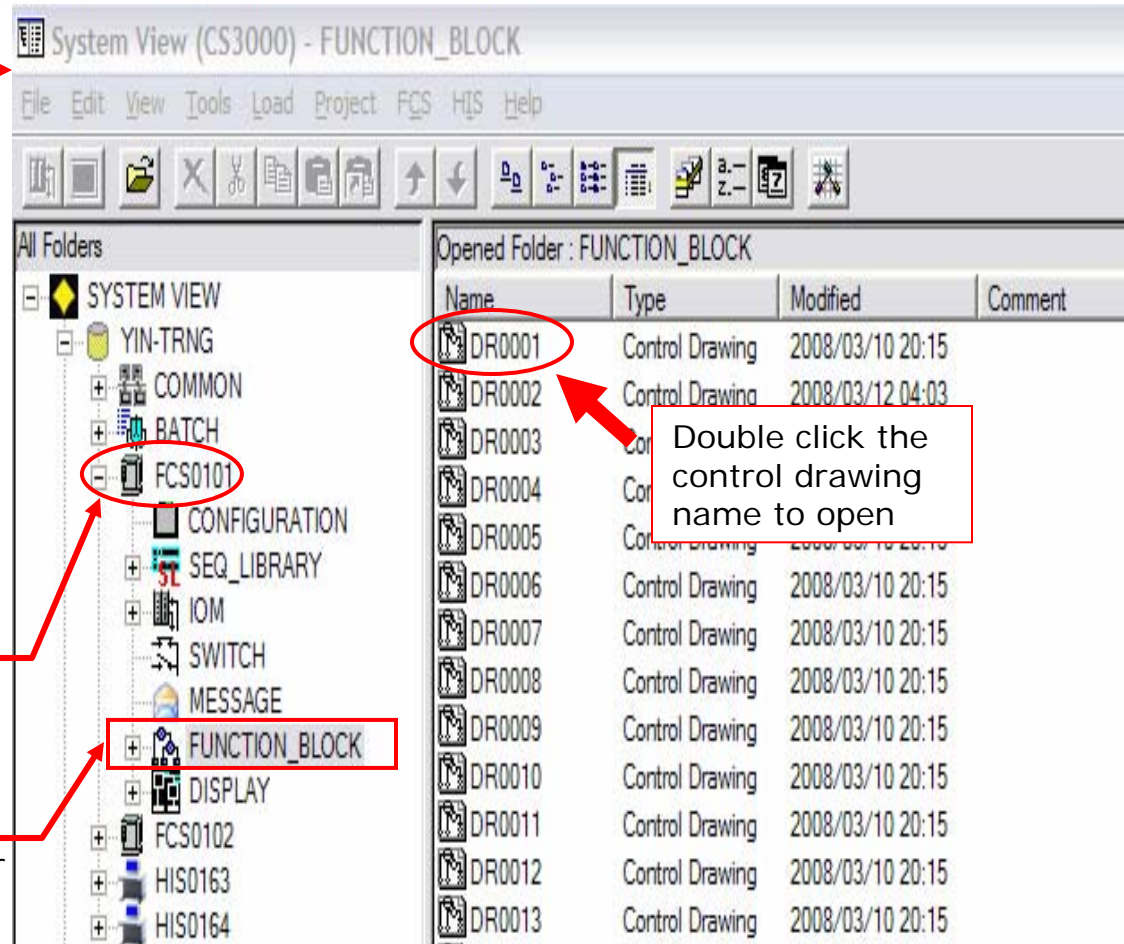 System View (CS3000) - FUNCTION_BLOCK
File Edit View Tools Load Project FCS HIS Help
All Folders
SYSTEM VIEW
YIN-TRNG
COMMON
BATCH
FCS0101
CONFIGURATION
SEQ_LIBRARY
IOM
SWITCH
MESSAGE
FUNCTION_BLOCK
DISPLAY
FCS0102
HIS0163
HIS0164
Opened Folder : FUNCTION_BLOCK
Name Type Modified Comment
DR0001 Control Drawing 2008/03/10 20:15
DR0002 Control Drawing 2008/03/12 04:03
DR0003
DR0004
DR0005
DR0006 Control Drawing 2008/03/10 20:15
DR0007 Control Drawing 2008/03/10 20:15
DR0008 Control Drawing 2008/03/10 20:15
DR0009 Control Drawing 2008/03/10 20:15
DR0010 Control Drawing 2008/03/10 20:15
DR0011 Control Drawing 2008/03/10 20:15
DR0012 Control Drawing 2008/03/10 20:15
DR0013 Control Drawing 2008/03/10 20:15
Double click the
control drawing
name to open